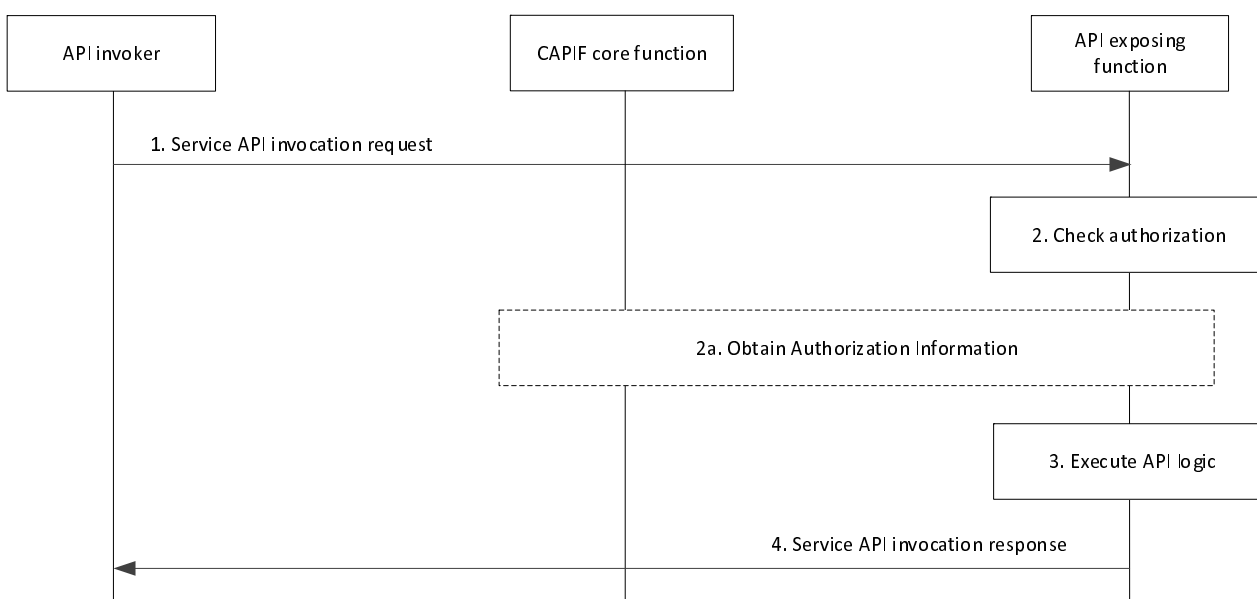 API invoker
CAPIF core function
API exposing
function
1. Service API invocation request
2. Check authorization
2a. Obtain Authorization Information
3. Execute API logic
4. Service API invocation response